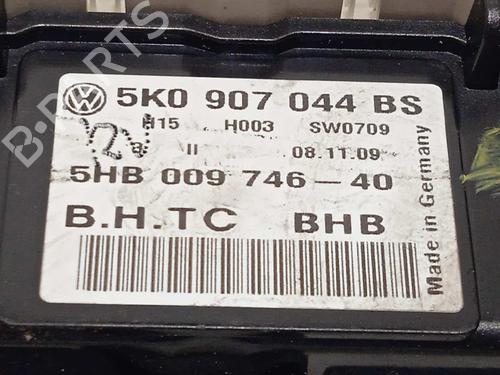 B-PARTS
5K0 907 044 BS
H15 H003 SW0709
II 08.11.09
5HB 009 746-40
B.H.TC BHB
Made in Germany